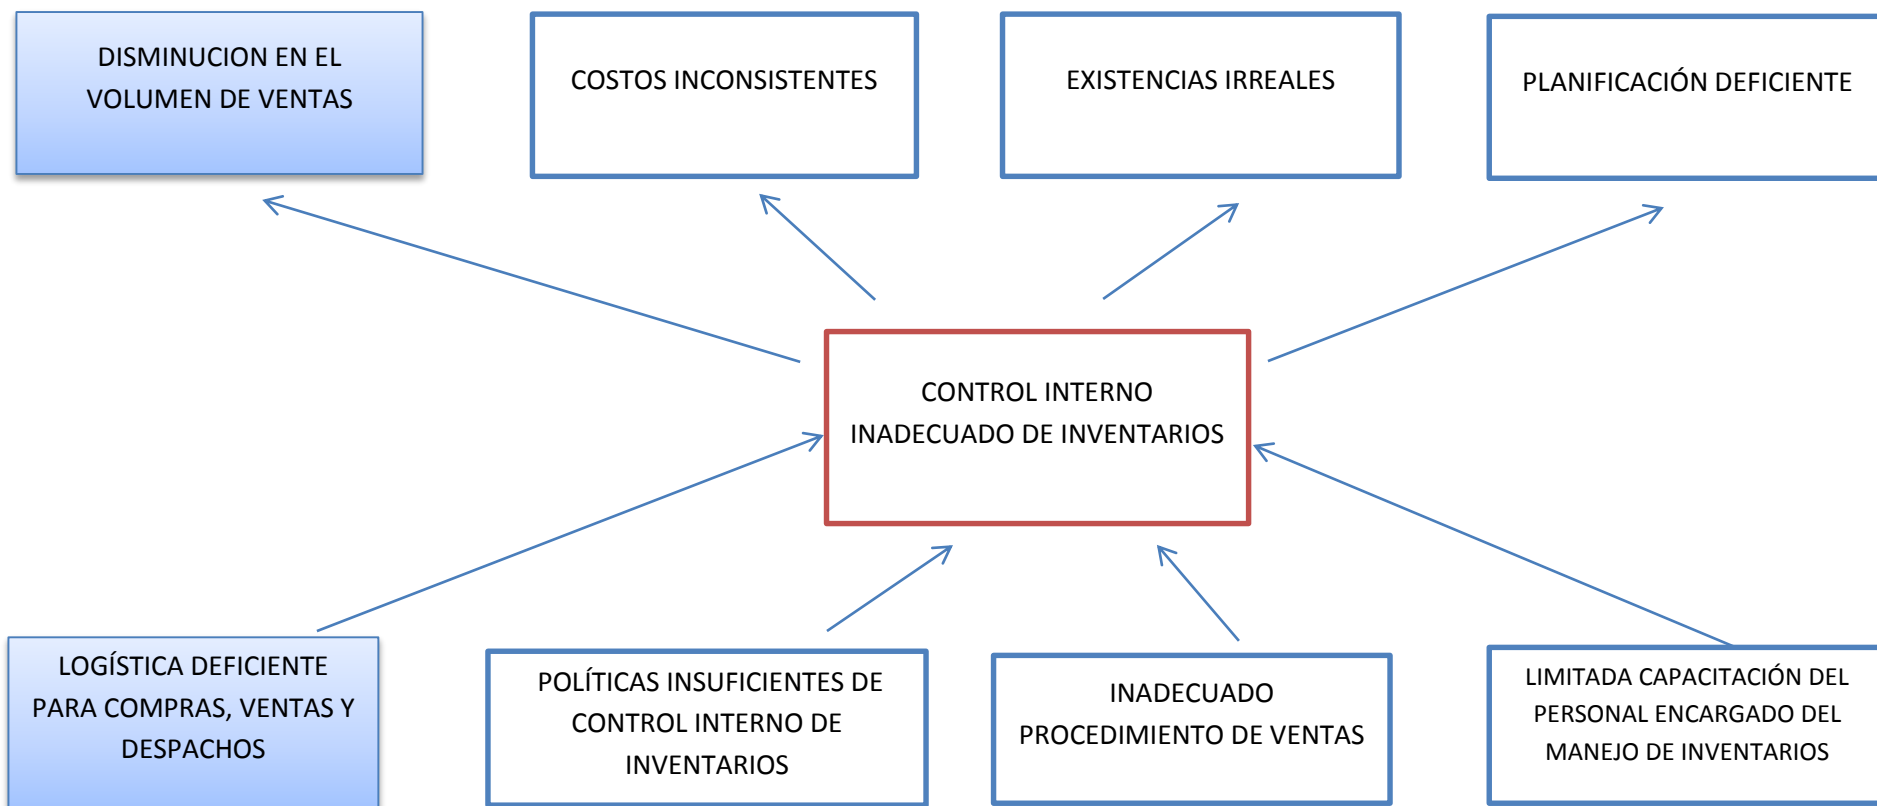 DISMINUCION EN EL
VOLUMEN DE VENTAS
COSTOS INCONSISTENTES
EXISTENCIAS IRREALES
PLANIFICACIÓN DEFICIENTE
CONTROL INTERNO
INADECUADO DE INVENTARIOS
LOGÍSTICA DEFICIENTE
PARA COMPRAS, VENTAS Y
DESPACHOS
POLÍTICAS INSUFICIENTES DE
CONTROL INTERNO DE
INVENTARIOS
INADECUADO
PROCEDIMIENTO DE VENTAS
LIMITADA CAPACITACIÓN DEL
PERSONAL ENCARGADO DEL
MANEJO DE INVENTARIOS